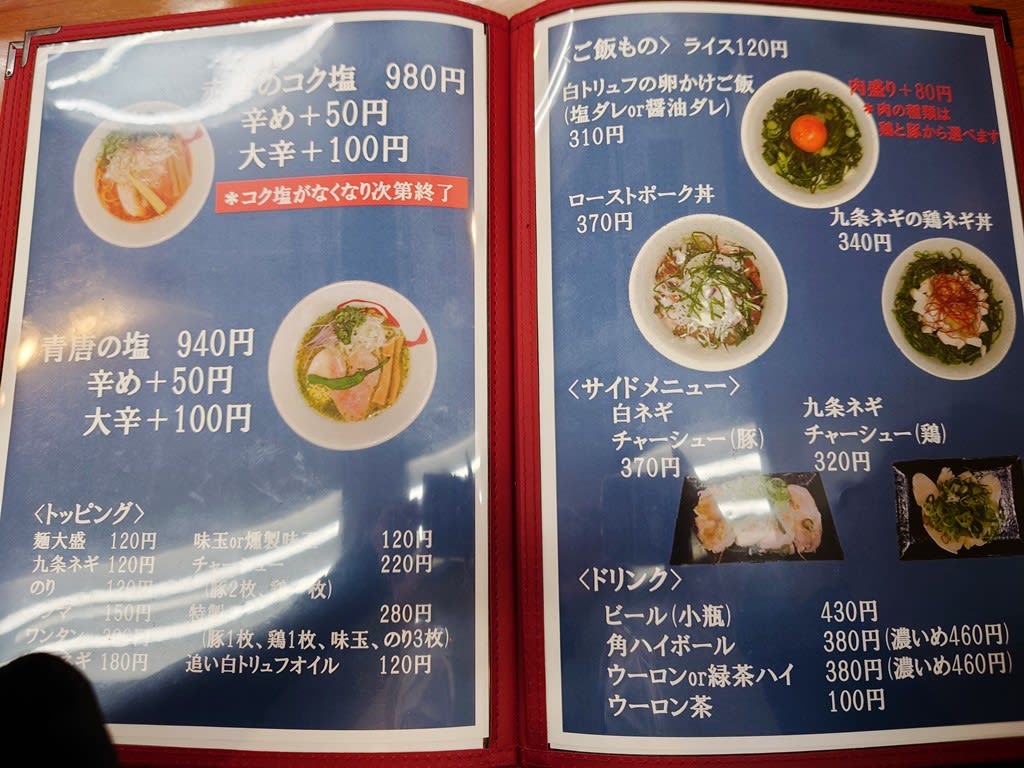 のコク塩 980円
辛め＋50円
大辛＋100円
＊コク塩がなくなり次第終了
青唐の塩 940円
辛め＋50円
大辛＋100円
〈トッピング〉
麺大盛 120円 味玉or燻製味 120円
九条ネギ 120円 チャーシュー 220円
のり 120円 (豚2枚、鶏 枚)
マ 150円 特製 280円
ワンタン (豚1枚、鶏1枚、味玉、のり3枚)
ギ 180円 追い白トリュフオイル 120円
〈ご飯もの〉 ライス120円
白トリュフの卵かけご飯
(塩ダレor醤油ダレ)
310円
肉盛り＋80円
＊肉の種類は
鶏と豚から選べます
ローストポーク丼
370円
九条ネギの鶏ネギ丼
340円
〈サイドメニュー〉
白ネギ
チャーシュー(豚)
370円
九条ネギ
チャーシュー(鶏)
320円
〈ドリンク〉
ビール(小瓶) 430円
角ハイボール 380円(濃いめ460円)
ウーロンor緑茶ハイ 380円(濃いめ460円)
ウーロン茶 100円